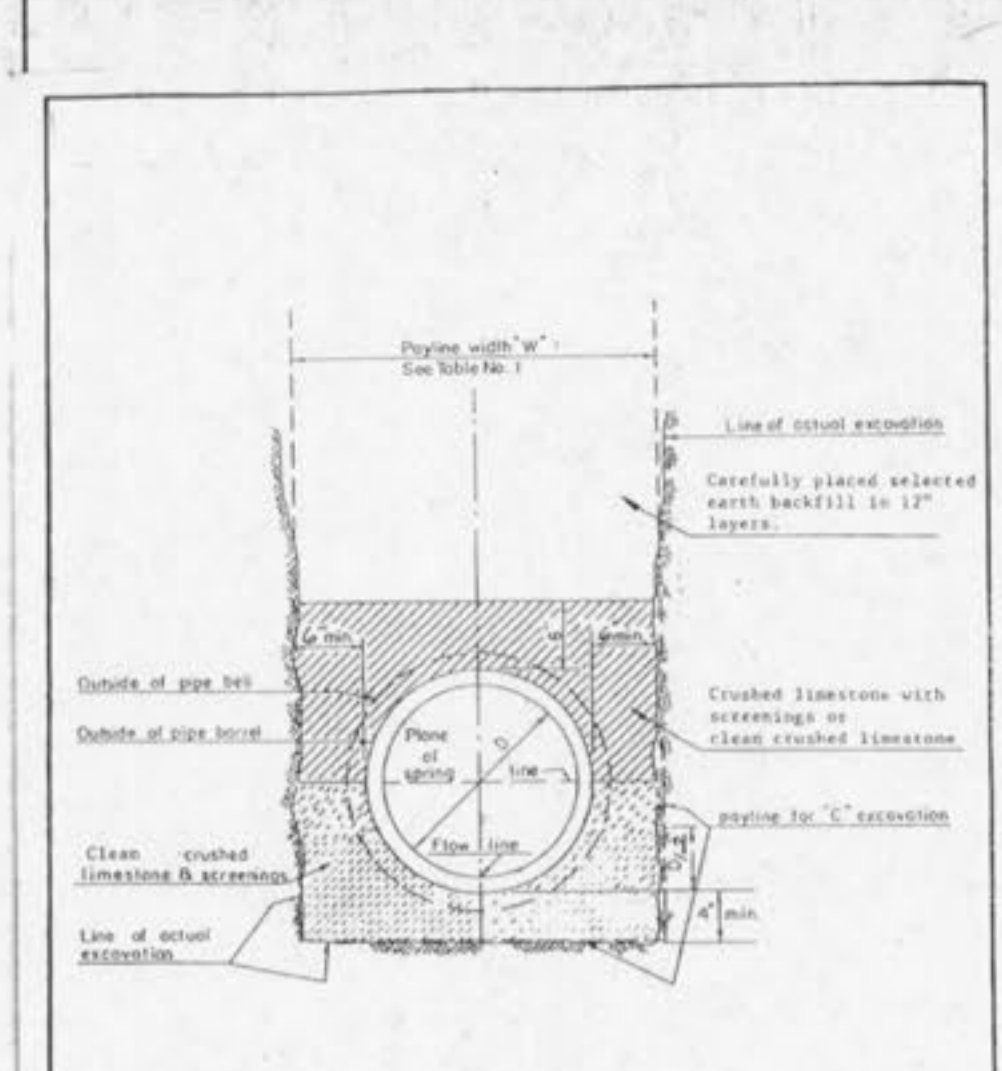 Payline width "W"
See Table No. 1
Line of actual excavation
Carefully placed selected
earth backfill in 12"
layers.
6" min.
6" min.
Outside of pipe bell
Outside of pipe barrel
Plane
of
spring
line
D
Crushed limestone with
screenings or
clean crushed limestone
payline for "C" excavation
Flow line
Clean crushed
limestone & screenings
4" min
Line of actual
excavation